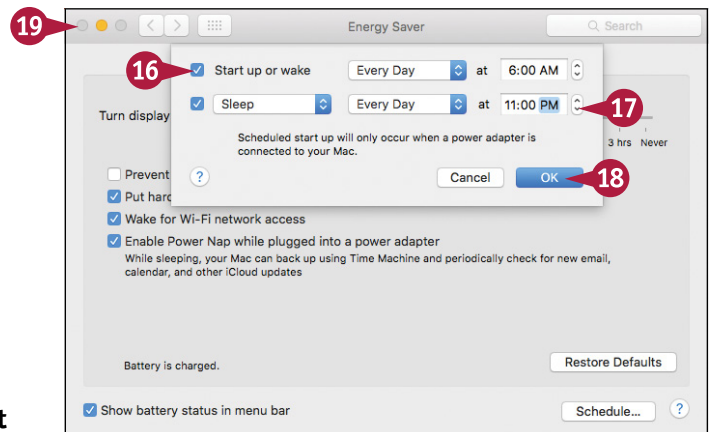 19
Energy Saver
Search
16
Start up or wake
Every Day
at
6:00 AM
Turn display
Sleep
Every Day
at
11:00 PM
17
Scheduled start up will only occur when a power adapter is
connected to your Mac.
3 hrs
Never
Prevent
?
Cancel
OK
18
Put hard
Wake for Wi-Fi network access
Enable Power Nap while plugged into a power adapter
While sleeping, your Mac can back up using Time Machine and periodically check for new email,
calendar, and other iCloud updates
Battery is charged.
Restore Defaults
Show battery status in menu bar
Schedule...
?
t